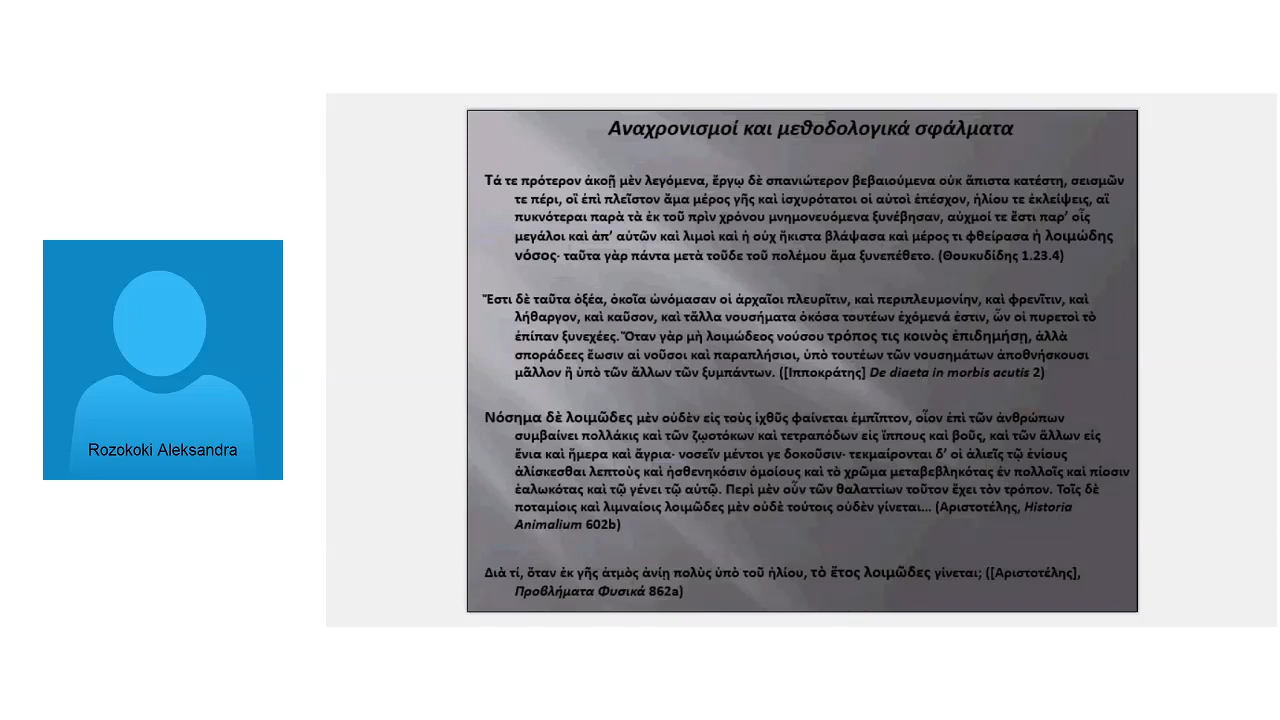 Rozokoki Aleksandra
Αναχρονισμοί και μεθοδολογικά σφάλματα
Τά τε πρότερον ἀκοῇ μὲν λεγόμενα, ἔργῳ δὲ σπανιώτερον βεβαιούμενα οὐκ ἄπιστα κατέστη, σεισμῶν
τε πέρι, οἳ ἐπὶ πλεῖστον ἅμα μέρος γῆς καὶ ἰσχυρότατοι οἱ αὐτοὶ ἐπέσχον, ἡλίου τε ἐκλείψεις, αἳ
πυκνότεραι παρὰ τὰ ἐκ τοῦ πρὶν χρόνου μνημονευόμενα ξυνέβησαν, αὐχμοί τε ἔστι παρ’ οἷς
μεγάλοι καὶ ἀπ’ αὐτῶν καὶ λιμοὶ καὶ ἡ οὐχ ἥκιστα βλάψασα καὶ μέρος τι φθείρασα ἡ λοιμώδης
νόσος· ταῦτα γὰρ πάντα μετὰ τοῦδε τοῦ πολέμου ἅμα ξυνεπέθετο. (Θουκυδίδης 1.23.4)
Ἔστι δὲ ταῦτα ὀξέα, ὁκοῖα ὠνόμασαν οἱ ἀρχαῖοι πλευρῖτιν, καὶ περιπλευμονίην, καὶ φρενῖτιν, καὶ
λήθαργον, καὶ καῦσον, καὶ τἄλλα νουσήματα ὁκόσα τουτέων ἐχόμενά ἐστιν, ὧν οἱ πυρετοὶ τὸ
ἐπίπαν ξυνεχέες. Ὅταν γὰρ μὴ λοιμώδεος νούσου τρόπος τις κοινὸς ἐπιδημήσῃ, ἀλλὰ
σποράδεες ἔωσιν αἱ νοῦσοι καὶ παραπλήσιοι, ὑπὸ τουτέων τῶν νουσημάτων ἀποθνήσκουσι
μᾶλλον ἢ ὑπὸ τῶν ἄλλων τῶν ξυμπάντων. ([Ιπποκράτης] De diaeta in morbis acutis 2)
Νόσημα δὲ λοιμῶδες μὲν οὐδὲν εἰς τοὺς ἰχθῦς φαίνεται ἐμπῖπτον, οἷον ἐπὶ τῶν ἀνθρώπων
συμβαίνει πολλάκις καὶ τῶν ζῳοτόκων καὶ τετραπόδων εἰς ἵππους καὶ βοῦς, καὶ τῶν ἄλλων εἰς
ἔνια καὶ ἥμερα καὶ ἄγρια· νοσεῖν μέντοι γε δοκοῦσιν· τεκμαίρονται δ’ οἱ ἁλιεῖς τῷ ἐνίους
ἁλίσκεσθαι λεπτοὺς καὶ ἠσθενηκόσιν ὁμοίους καὶ τὸ χρῶμα μεταβεβληκότας ἐν πολλοῖς καὶ πίοσιν
ἑαλωκότας καὶ τῷ γένει τῷ αὐτῷ. Περὶ μὲν οὖν τῶν θαλαττίων τοῦτον ἔχει τὸν τρόπον. Τοῖς δὲ
ποταμίοις καὶ λιμναίοις λοιμῶδες μὲν οὐδὲ τούτοις οὐδὲν γίνεται... (Αριστοτέλης, Historia
Animalium 602b)
Διὰ τί, ὅταν ἐκ γῆς ἀτμὸς ἀνίῃ πολὺς ὑπὸ τοῦ ἡλίου, τὸ ἔτος λοιμῶδες γίνεται; ([Αριστοτέλης],
Προβλήματα Φυσικά 862a)